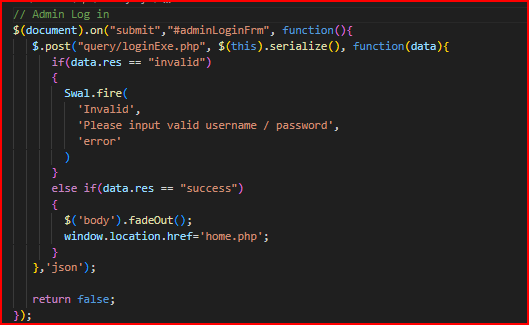 // Admin Log in
$(document).on("submit","#adminLoginFrm", function(){
$.post("query/loginExe.php", $(this).serialize(), function(data){
if(data.res == "invalid")
{
Swal.fire(
'Invalid',
'Please input valid username / password',
'error'
)
}
else if(data.res == "success")
{
$('body').fadeOut();
window.location.href='home.php';
}
},'json');
return false;
});